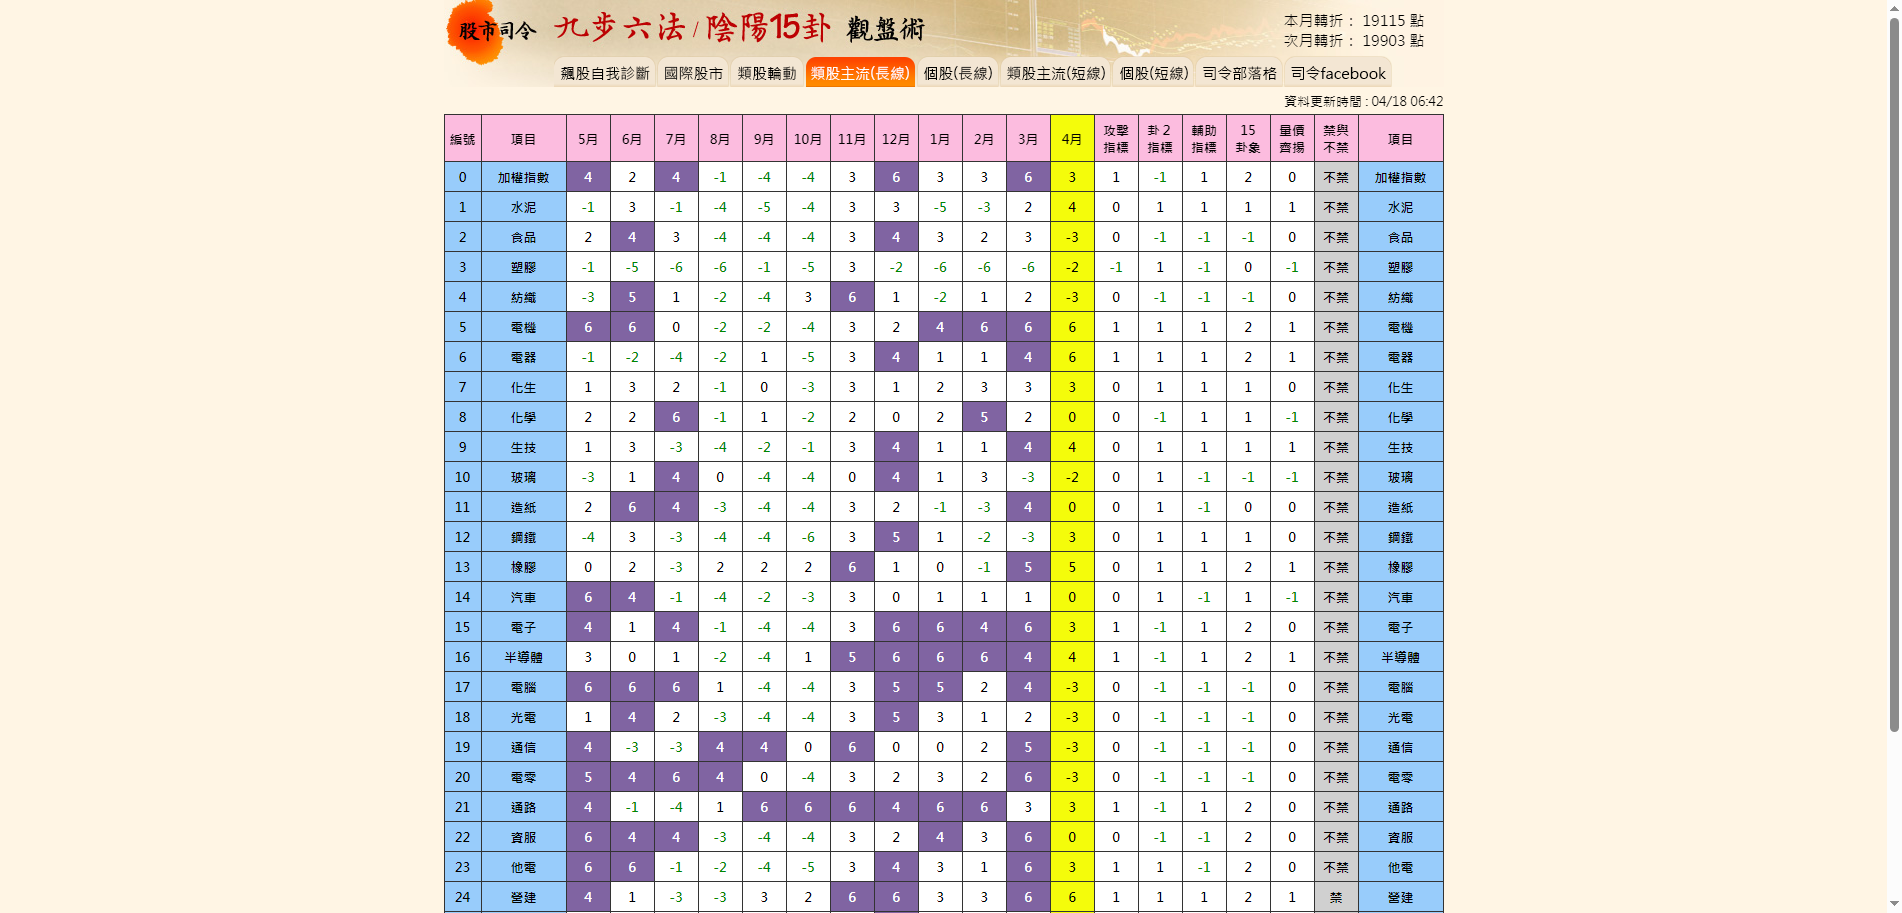 股市司令 九步六法/陰陽15卦 觀盤術
本月轉折： 19115 點
次月轉折： 19903 點
飆股自我診斷 國際股市 類股輪動 類股主流(長線) 個股(長線) 類股主流(短線) 個股(短線) 司令部落格 司令facebook
資料更新時間 : 04/18 06:42
編號 項目 5月 6月 7月 8月 9月 10月 11月 12月 1月 2月 3月 4月 攻擊指標 卦２指標 輔助指標 15卦象 量價齊揚 禁與不禁 項目
0 加權指數 4 2 4 -1 -4 -4 3 6 3 3 6 3 1 -1 1 2 0 不禁 加權指數
1 水泥 -1 3 -1 -4 -5 -4 3 3 -5 -3 2 4 0 1 1 1 1 不禁 水泥
2 食品 2 4 3 -4 -4 -4 3 4 3 2 3 -3 0 -1 -1 -1 0 不禁 食品
3 塑膠 -1 -5 -6 -6 -1 -5 3 -2 -6 -6 -6 -2 -1 1 -1 0 -1 不禁 塑膠
4 紡織 -3 5 1 -2 -4 3 6 1 -2 1 2 -3 0 -1 -1 -1 0 不禁 紡織
5 電機 6 6 0 -2 -2 -4 3 2 4 6 6 6 1 1 1 2 1 不禁 電機
6 電器 -1 -2 -4 -2 1 -5 3 4 1 1 4 6 1 1 1 2 1 不禁 電器
7 化生 1 3 2 -1 0 -3 3 1 2 3 3 3 0 1 1 1 0 不禁 化生
8 化學 2 2 6 -1 1 -2 2 0 2 5 2 0 0 -1 1 1 -1 不禁 化學
9 生技 1 3 -3 -4 -2 -1 3 4 1 1 4 4 0 1 1 1 1 不禁 生技
10 玻璃 -3 1 4 0 -4 -4 0 4 1 3 -3 -2 0 1 -1 -1 -1 不禁 玻璃
11 造紙 2 6 4 -3 -4 -4 3 2 -1 -3 4 0 0 1 -1 0 0 不禁 造紙
12 鋼鐵 -4 3 -3 -4 -4 -6 3 5 1 -2 -3 3 0 1 1 1 0 不禁 鋼鐵
13 橡膠 0 2 -3 2 2 2 6 1 0 -1 5 5 0 1 1 2 1 不禁 橡膠
14 汽車 6 4 -1 -4 -2 -3 3 0 1 1 1 0 0 1 -1 1 -1 不禁 汽車
15 電子 4 1 4 -1 -4 -4 3 6 6 4 6 3 1 -1 1 2 0 不禁 電子
16 半導體 3 0 1 -2 -4 1 5 6 6 6 4 4 1 -1 1 2 1 不禁 半導體
17 電腦 6 6 6 1 -4 -4 3 5 5 2 4 -3 0 -1 -1 -1 0 不禁 電腦
18 光電 1 4 2 -3 -4 -4 3 5 3 1 2 -3 0 -1 -1 -1 0 不禁 光電
19 通信 4 -3 -3 4 4 0 6 0 0 2 5 -3 0 -1 -1 -1 0 不禁 通信
20 電零 5 4 6 4 0 -4 3 2 3 2 6 -3 0 -1 -1 -1 0 不禁 電零
21 通路 4 -1 -4 1 6 6 6 4 6 6 3 3 1 -1 1 2 0 不禁 通路
22 資服 6 4 4 -3 -4 -4 3 2 4 3 6 0 0 -1 -1 2 0 不禁 資服
23 他電 6 6 -1 -2 -4 -5 3 4 3 1 6 3 1 1 -1 2 0 不禁 他電
24 營建 4 1 -3 -3 3 2 6 6 3 3 6 6 1 1 1 2 1 禁 營建